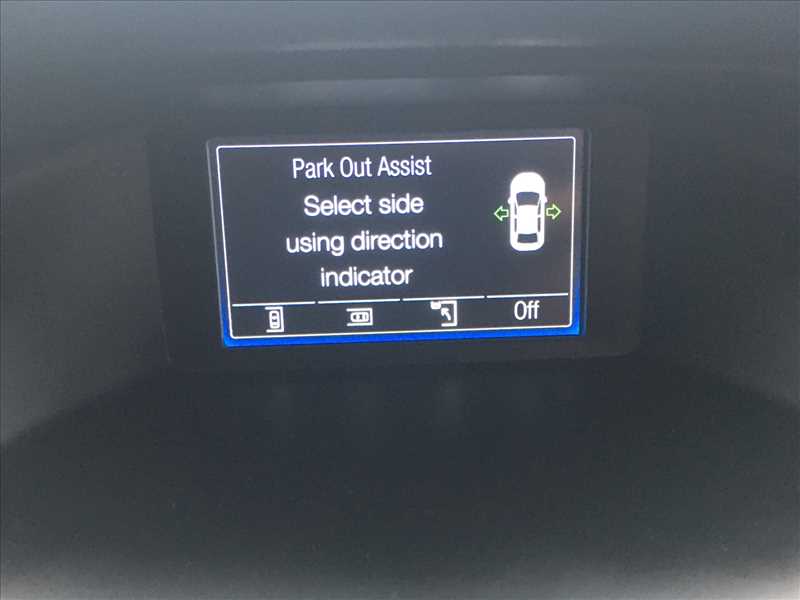 Park Out Assist
Select side
using direction
indicator
Off